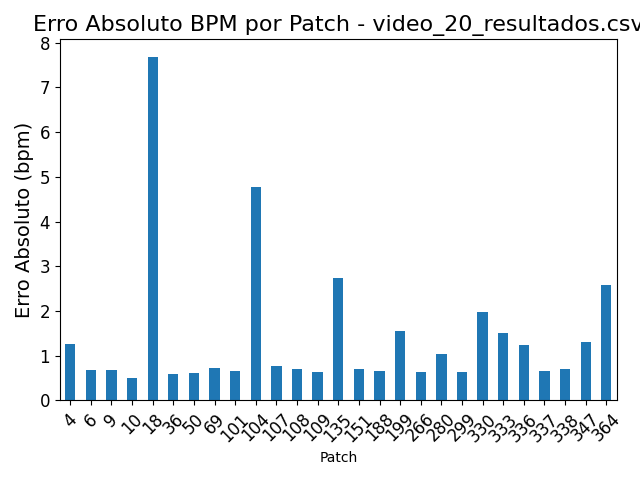 Erro Absoluto BPM por Patch - video_20_resultados.csv
Erro Absoluto (bpm)
8
7
6
5
4
3
2
1
0
4 6 9 10 18 36 50 69 101 104 107 108 109 135 151 188 199 266 280 299 330 333 336 337 338 347 364
Patch